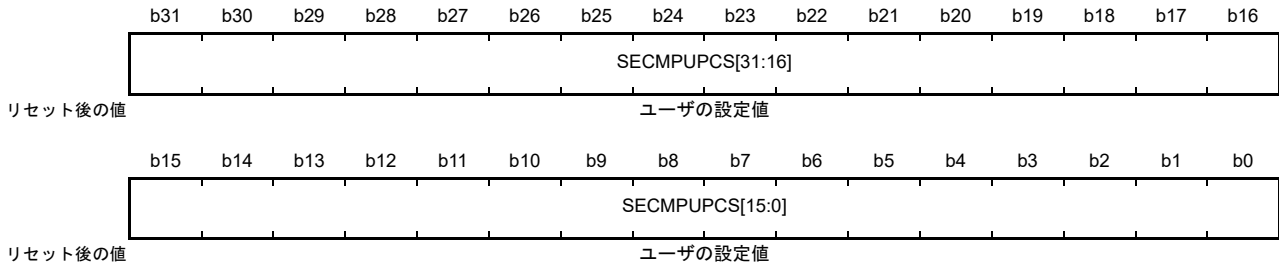 b31 b30 b29 b28 b27 b26 b25 b24 b23 b22 b21 b20 b19 b18 b17 b16
SECMPUPCS[31:16]
リセット後の値 ユーザの設定値
b15 b14 b13 b12 b11 b10 b9 b8 b7 b6 b5 b4 b3 b2 b1 b0
SECMPUPCS[15:0]
リセット後の値 ユーザの設定値